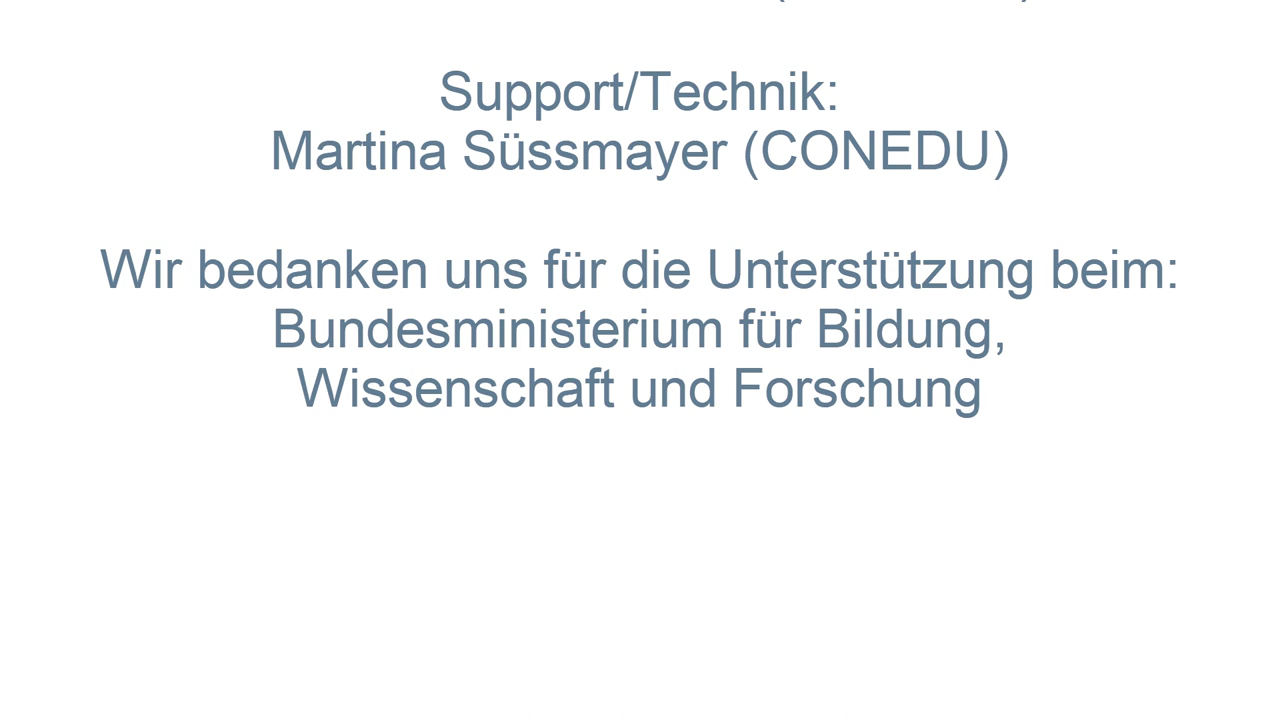 Support/Technik:
Martina Süssmayer (CONEDU)
Wir bedanken uns für die Unterstützung beim:
Bundesministerium für Bildung,
Wissenschaft und Forschung